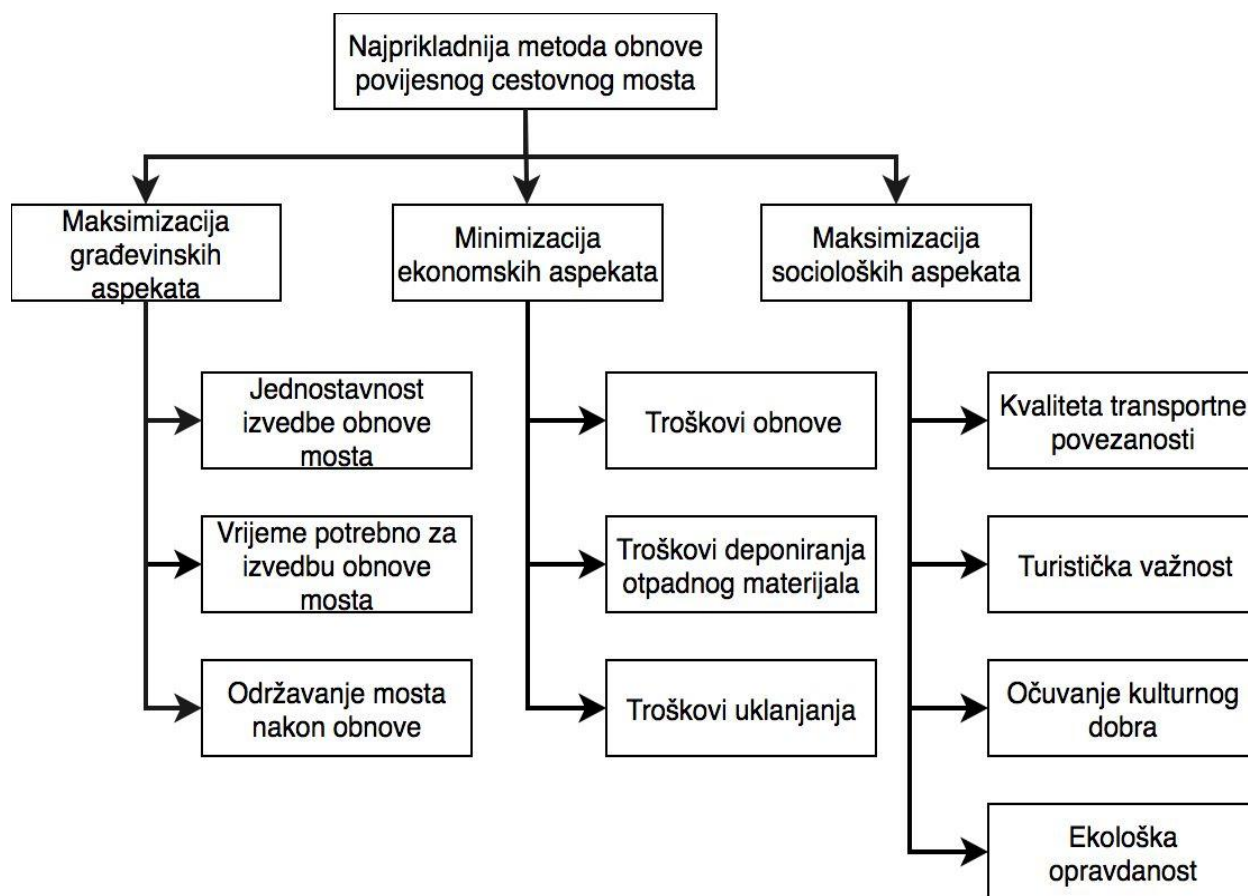 Najprikladnija metoda obnove
povijesnog cestovnog mosta
Maksimizacija
građevinskih
aspekata
Minimizacija
ekonomskih aspekata
Maksimizacija
socioloških aspekata
Jednostavnost
izvedbe obnove
mosta
Troškovi obnove
Kvaliteta transportne
povezanosti
Vrijeme potrebno za
izvedbu obnove
mosta
Troškovi deponiranja
otpadnog materijala
Turistička važnost
Održavanje mosta
nakon obnove
Troškovi uklanjanja
Očuvanje kulturnog
dobra
Ekološka
opravdanost